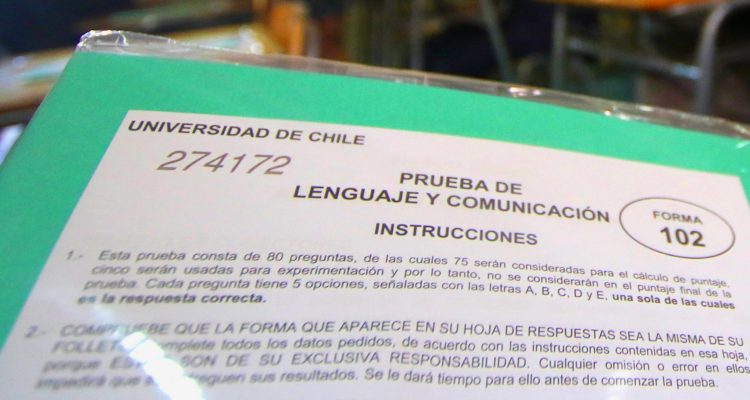 UNIVERSIDAD DE CHILE
274172
PRUEBA DE
LENGUAJE Y COMUNICACIÓN
FORMA
102
INSTRUCCIONES
1.- Esta prueba consta de 80 preguntas, de las cuales 75 serán consideradas para el cálculo de puntaje,
cinco serán usadas para experimentación y por lo tanto, no se considerarán en el puntaje final de la
prueba. Cada pregunta tiene 5 opciones, señaladas con las letras A, B, C, D y E, una sola de las cuales
es la respuesta correcta.
2.- COMPRUEBE QUE LA FORMA QUE APARECE EN SU HOJA DE RESPUESTAS SEA LA MISMA DE SU
complete todos los datos pedidos, de acuerdo con las instrucciones contenidas en esa hoja,
porque SON DE SU EXCLUSIVA RESPONSABILIDAD. Cualquier omisión o error en ellos
impedirá que se entreguen sus resultados. Se le dará tiempo para ello antes de comenzar la prueba.